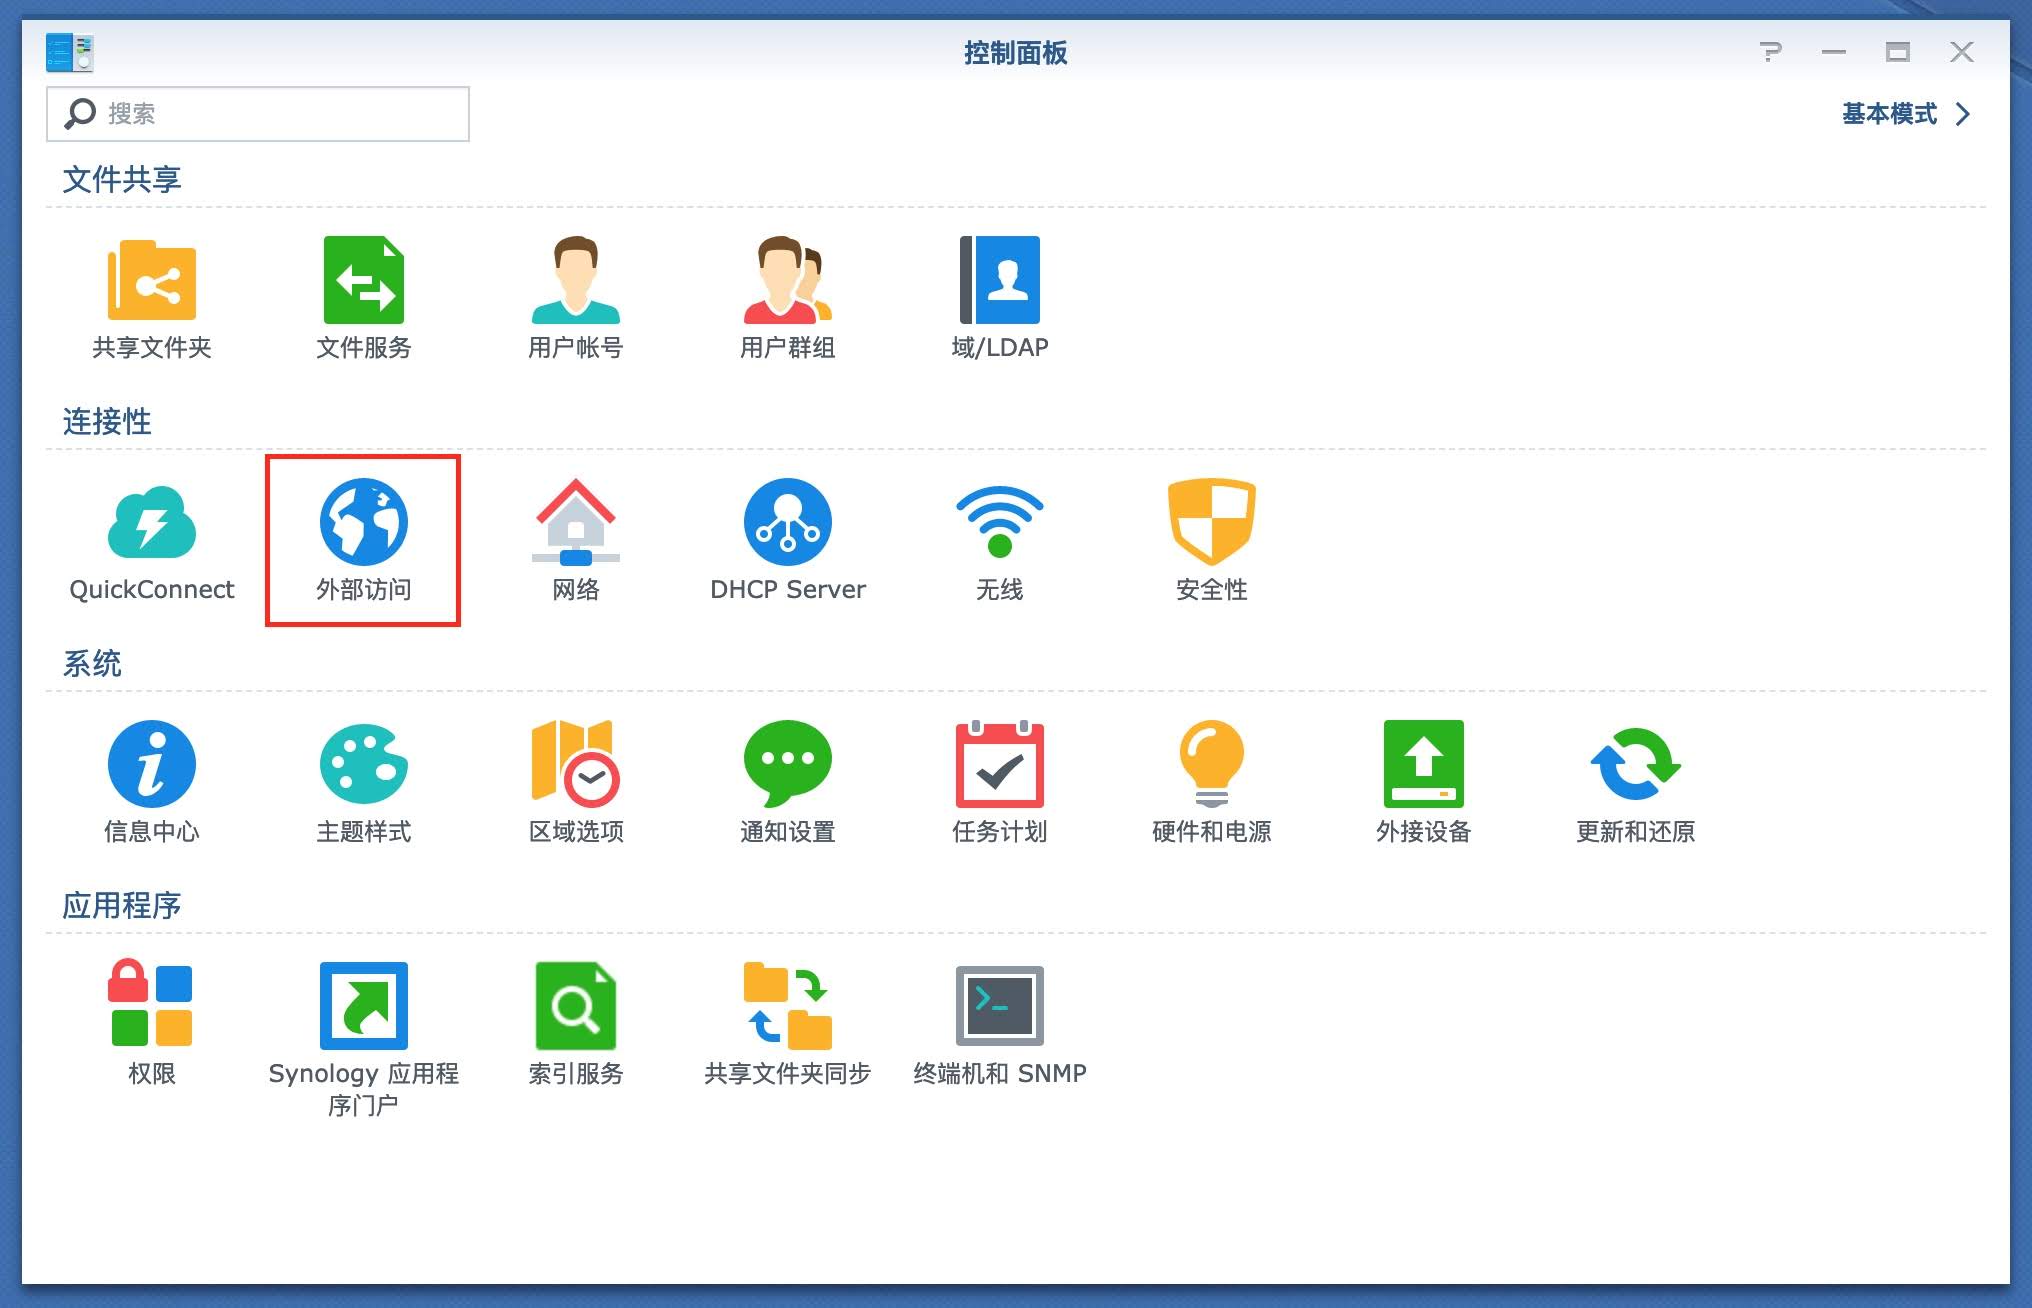 控制面板
搜索
基本模式
文件共享
共享文件夹
文件服务
用户帐号
用户群组
域/LDAP
连接性
QuickConnect
外部访问
网络
DHCP Server
无线
安全性
系统
信息中心
主题样式
区域选项
通知设置
任务计划
硬件和电源
外接设备
更新和还原
应用程序
权限
Synology 应用程
序门户
索引服务
共享文件夹同步
终端机和 SNMP